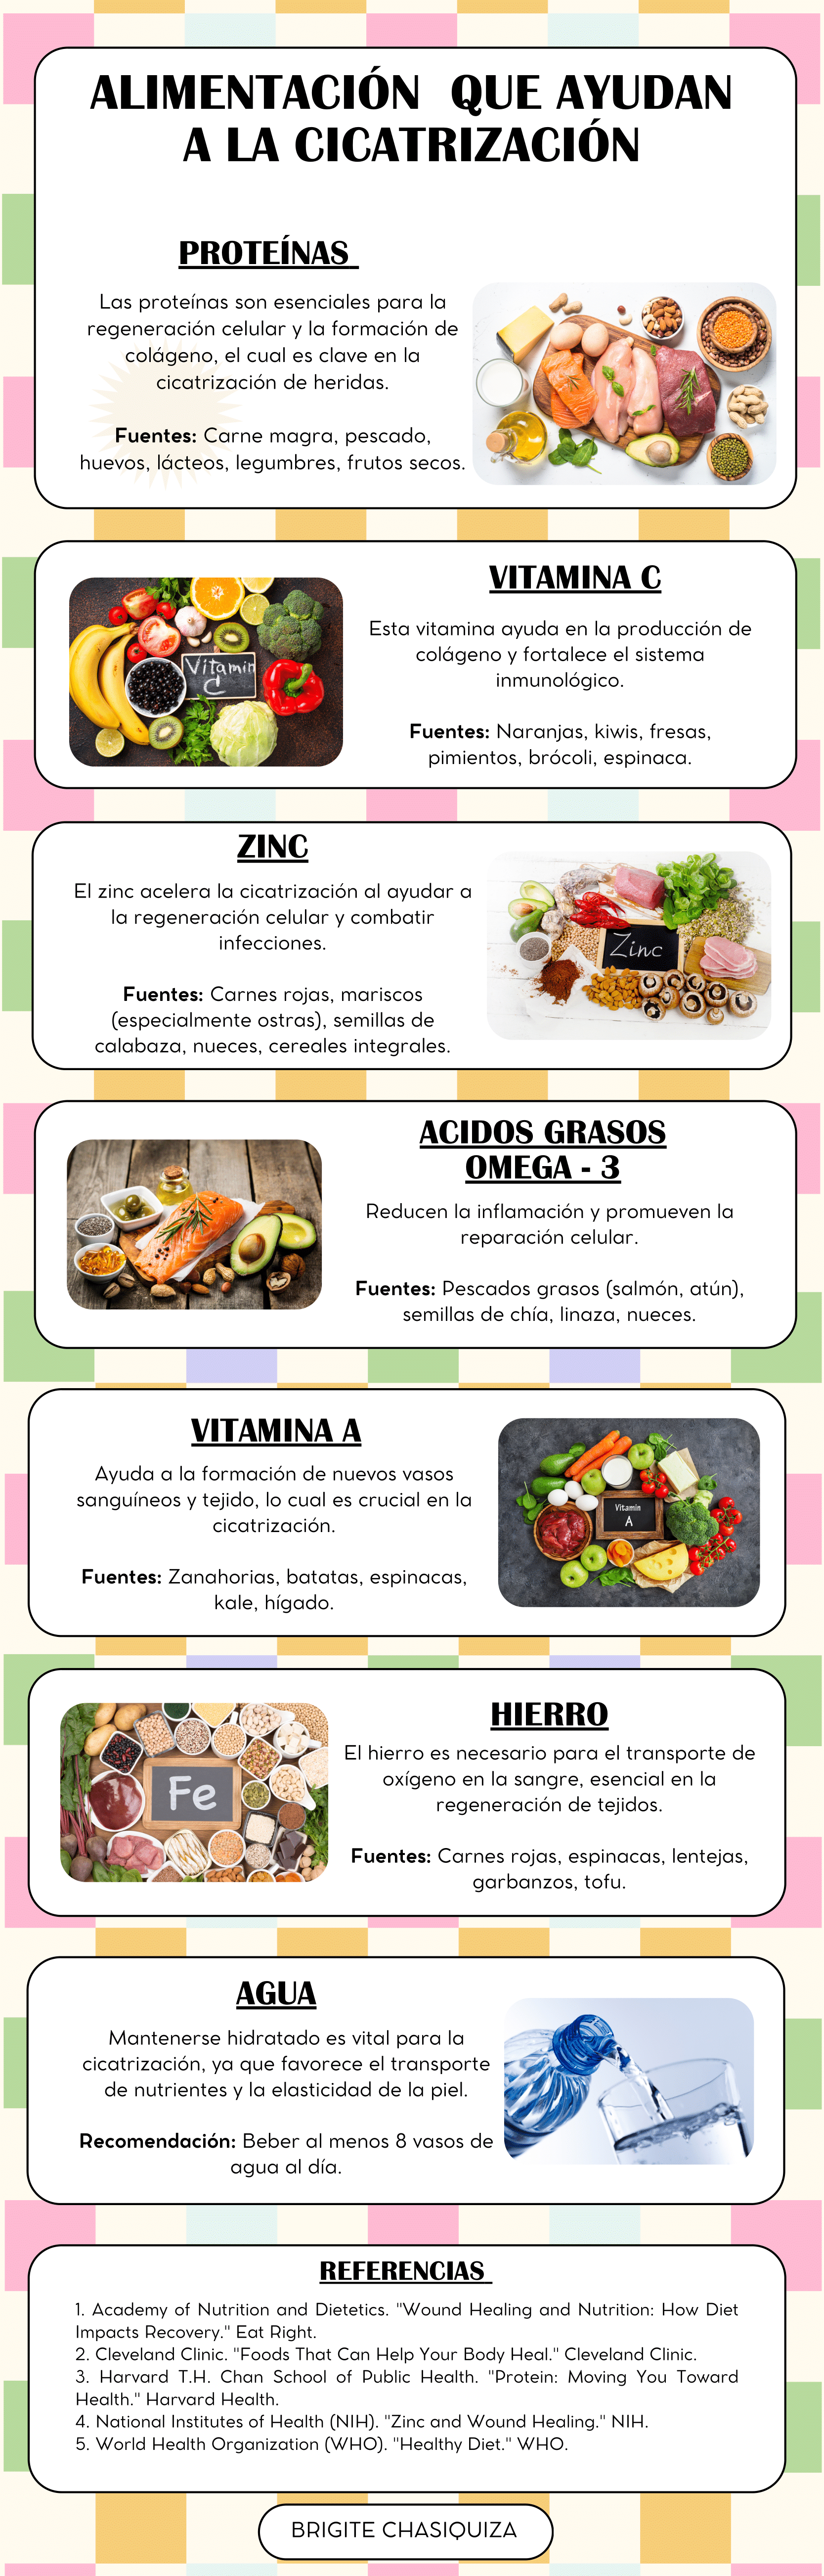 ALIMENTACIÓN QUE AYUDAN
A LA CICATRIZACIÓN
PROTEÍNAS
Las proteínas son esenciales para la
regeneración celular y la formación de
colágeno, el cual es clave en la
cicatrización de heridas.
Fuentes: Carne magra, pescado,
huevos, lácteos, legumbres, frutos secos.
Vitamin
C
VITAMINA C
Esta vitamina ayuda en la producción de
colágeno y fortalece el sistema
inmunológico.
Fuentes: Naranjas, kiwis, fresas,
pimientos, brócoli, espinaca.
ZINC
El zinc acelera la cicatrización al ayudar a
la regeneración celular y combatir
infecciones.
Fuentes: Carnes rojas, mariscos
(especialmente ostras), semillas de
calabaza, nueces, cereales integrales.
Zinc
ACIDOS GRASOS
OMEGA - 3
Reducen la inflamación y promueven la
reparación celular.
Fuentes: Pescados grasos (salmón, atún),
semillas de chía, linaza, nueces.
VITAMINA A
Ayuda a la formación de nuevos vasos
sanguíneos y tejido, lo cual es crucial en la
cicatrización.
Fuentes: Zanahorias, batatas, espinacas,
kale, hígado.
Vitamin
A
Fe
HIERRO
El hierro es necesario para el transporte de
oxígeno en la sangre, esencial en la
regeneración de tejidos.
Fuentes: Carnes rojas, espinacas, lentejas,
garbanzos, tofu.
AGUA
Mantenerse hidratado es vital para la
cicatrización, ya que favorece el transporte
de nutrientes y la elasticidad de la piel.
Recomendación: Beber al menos 8 vasos de
agua al día.
REFERENCIAS
1. Academy of Nutrition and Dietetics. "Wound Healing and Nutrition: How Diet
Impacts Recovery." Eat Right.
2. Cleveland Clinic. "Foods That Can Help Your Body Heal." Cleveland Clinic.
3. Harvard T.H. Chan School of Public Health. "Protein: Moving You Toward
Health." Harvard Health.
4. National Institutes of Health (NIH). "Zinc and Wound Healing." NIH.
5. World Health Organization (WHO). "Healthy Diet." WHO.
BRIGITE CHASIQUIZA